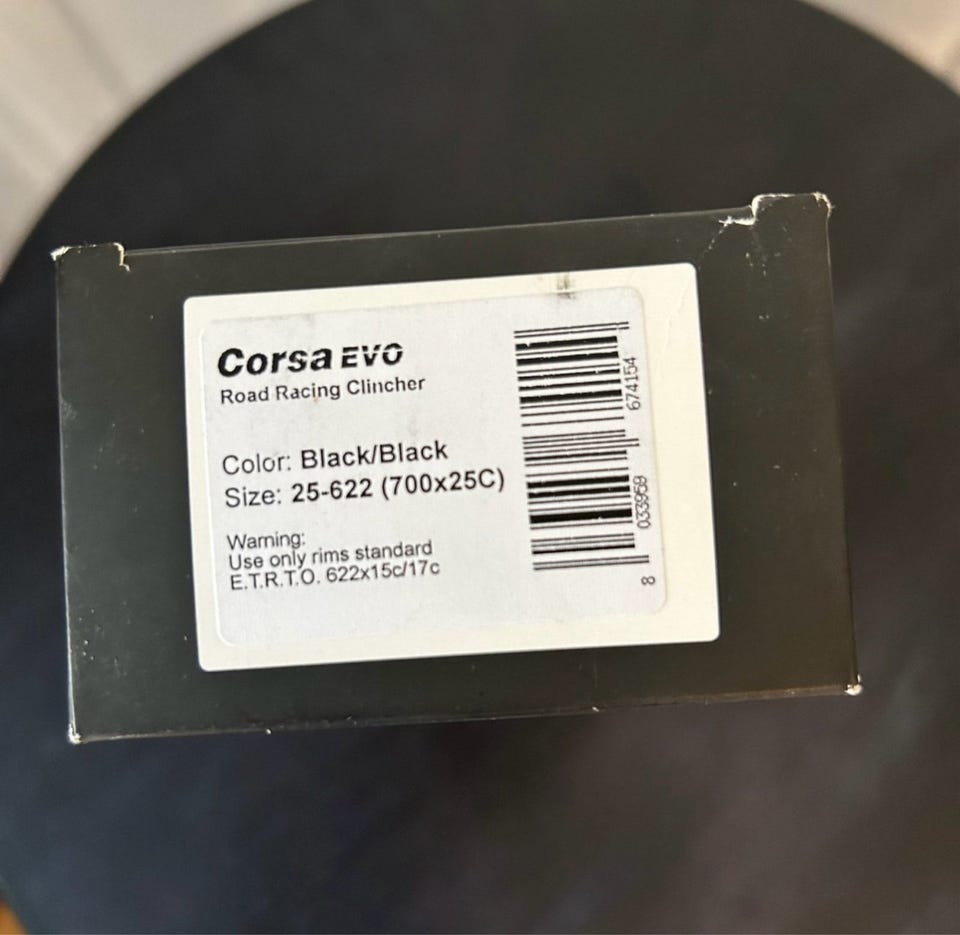 Corsa EVO
Road Racing Clincher
Color: Black/Black
Size: 25-622 (700x25C)
Warning:
Use only rims standard
E.T.R.T.O. 622x15c/17c
8 033969 674154